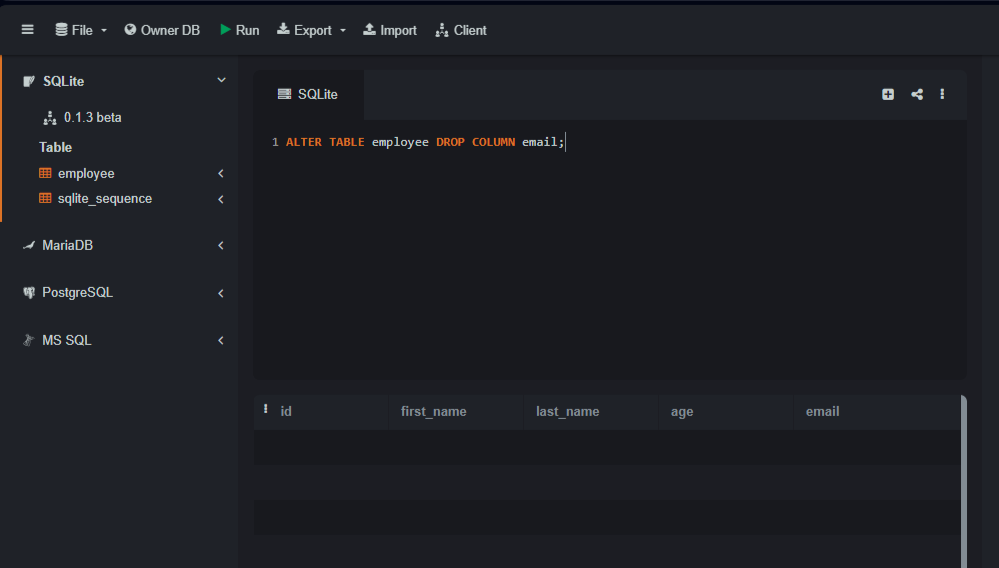 File Owner DB Run Export Import Client
SQLite
0.1.3 beta
Table
employee
sqlite_sequence
MariaDB
PostgreSQL
MS SQL
SQLite
1 ALTER TABLE employee DROP COLUMN email;
id first_name last_name age email